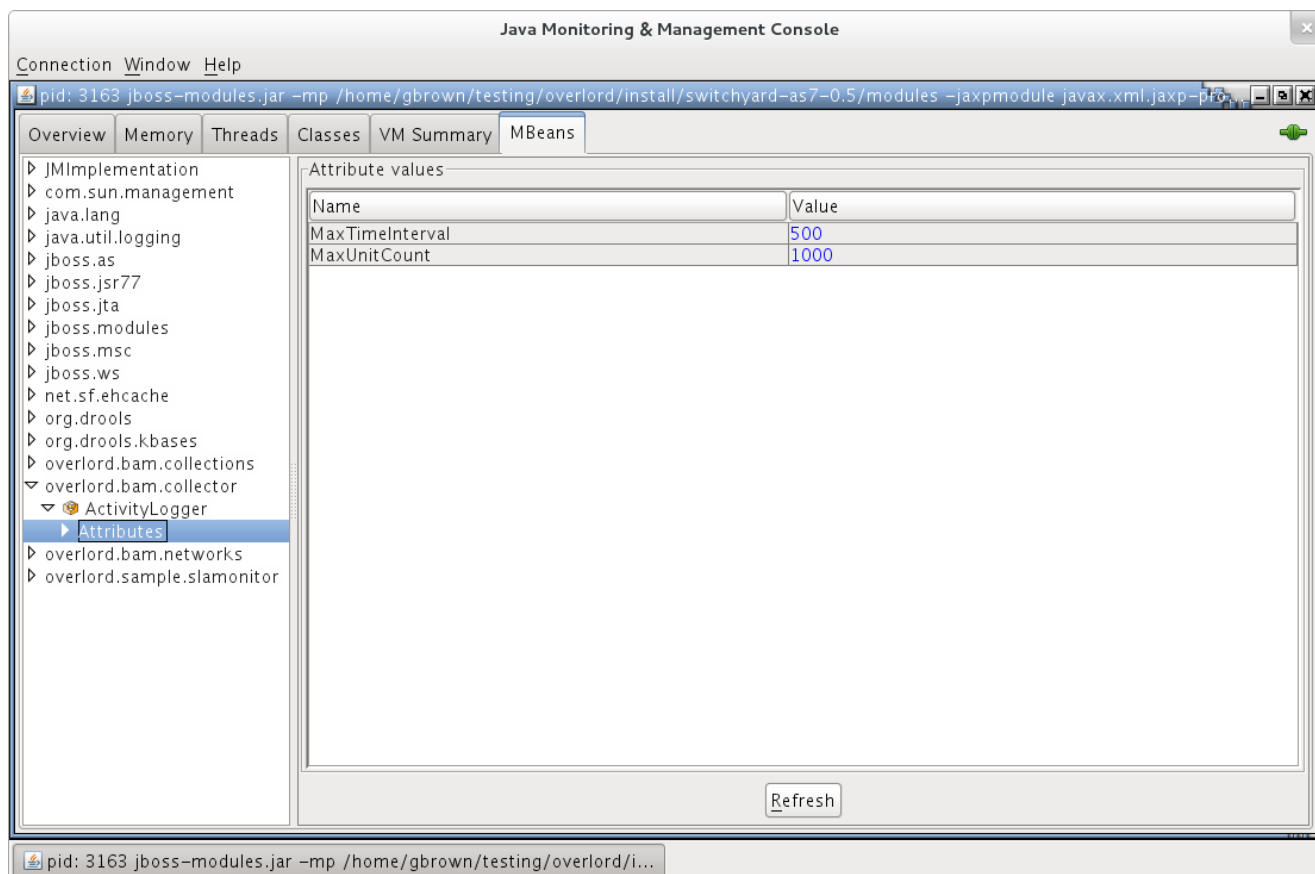 Java Monitoring & Management Console
Connection Window Help
pid: 3163 jboss-modules.jar -mp /home/gbrown/testing/overlord/install/switchyard-as7-0.5/modules -jaxpmodule javax.xml.jaxp-pro...
Overview Memory Threads Classes VM Summary MBeans
JMImplementation
com.sun.management
java.lang
java.util.logging
jboss.as
jboss.jsr77
jboss.jta
jboss.modules
jboss.msc
jboss.ws
net.sf.ehcache
org.drools
org.drools.kbases
overlord.bam.collections
overlord.bam.collector
ActivityLogger
Attributes
overlord.bam.networks
overlord.sample.slamonitor
Attribute values
Name Value
MaxTimeInterval 500
MaxUnitCount 1000
Refresh
pid: 3163 jboss-modules.jar -mp /home/gbrown/testing/overlord/i...